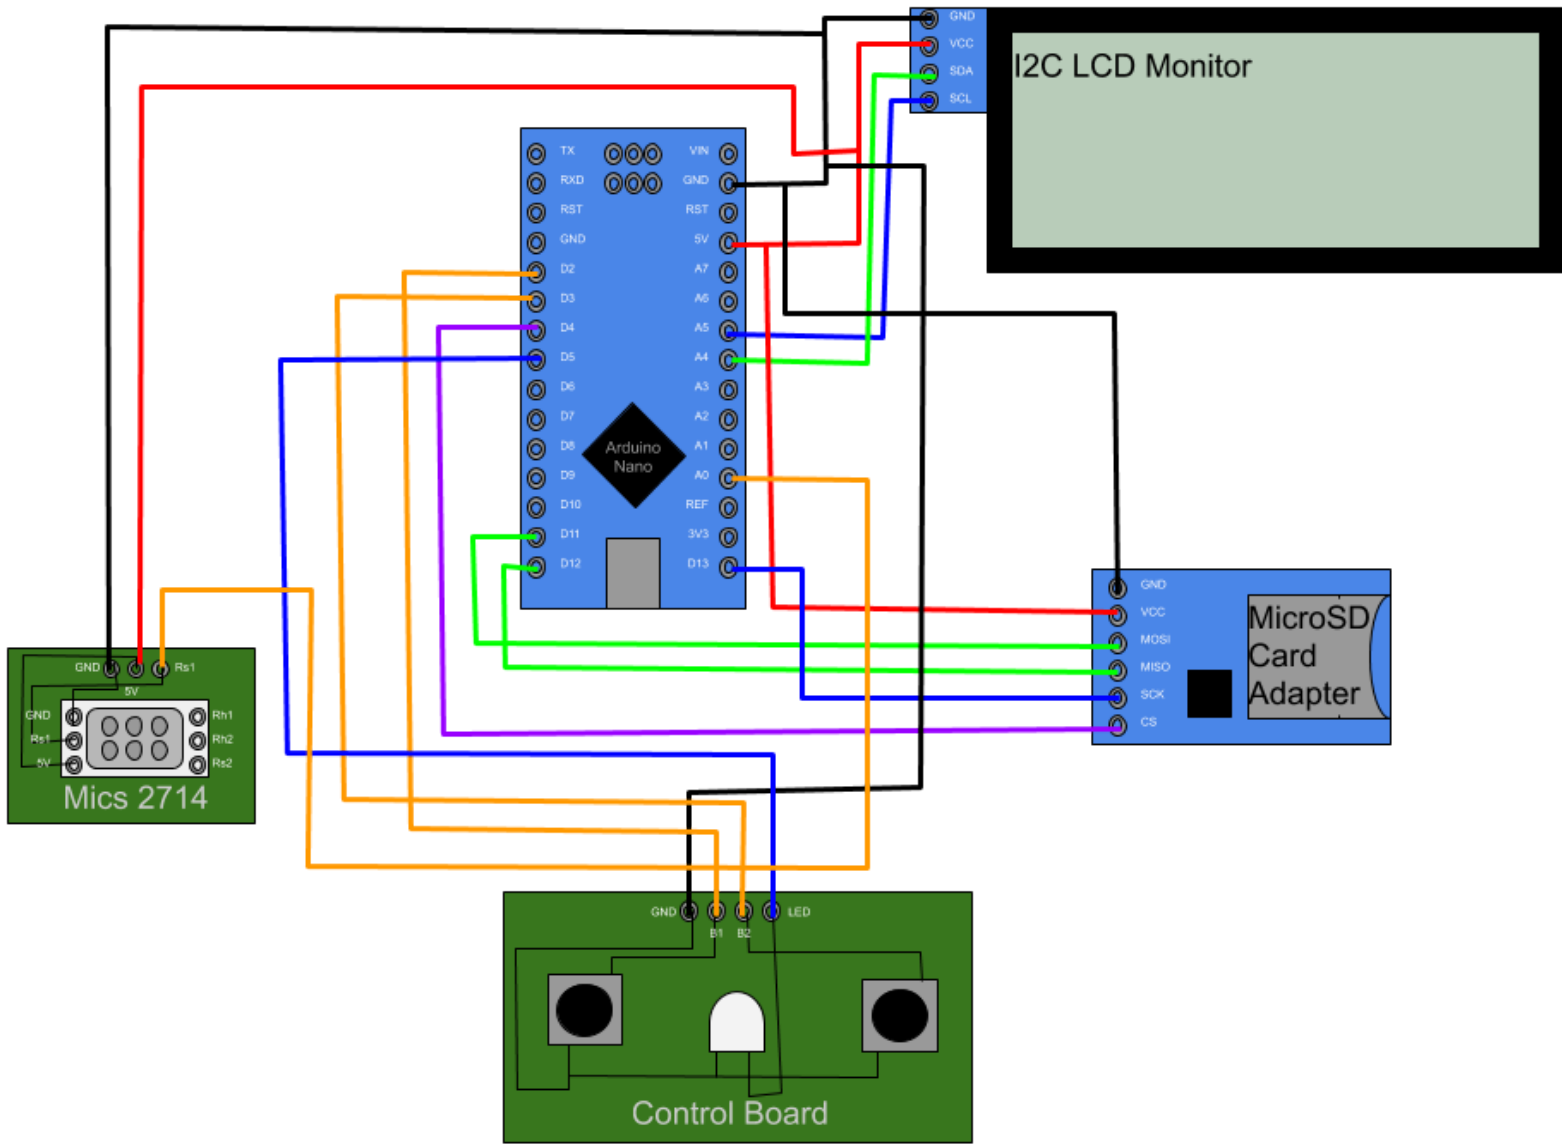 GND
VCC
SDA
SCL
I2C LCD Monitor
TX
RXD
RST
GND
D2
D3
D4
D5
D6
D7
D8
D9
D10
D11
D12
VIN
GND
RST
5V
A7
A6
A5
A4
A3
A2
A1
A0
REF
3V3
D13
Arduino
Nano
GND
VCC
MOSI
MISO
SCK
CS
MicroSD
Card
Adapter
GND
5V
Rs1
GND
Rs1
5V
Rh1
Rh2
Rs2
Mics 2714
GND
B1
B2
LED
Control Board